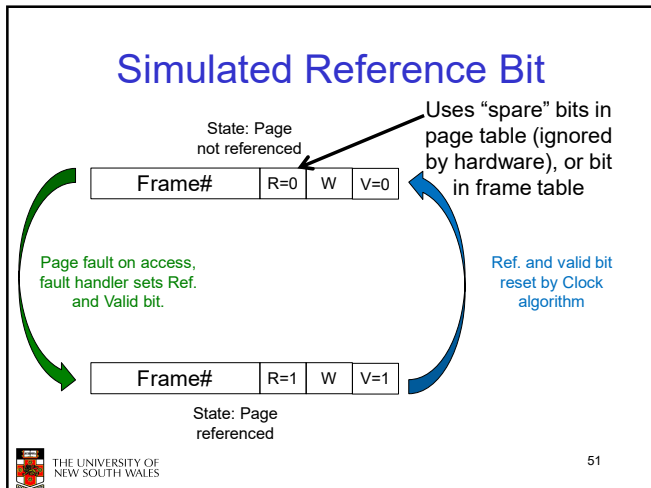 Simulated Reference Bit
State: Page
not referenced
Uses “spare” bits in
page table (ignored
by hardware), or bit
in frame table
Frame# R=0 W V=0
Page fault on access,
fault handler sets Ref.
and Valid bit.
Ref. and valid bit
reset by Clock
algorithm
Frame# R=1 W V=1
State: Page
referenced
THE UNIVERSITY OF
NEW SOUTH WALES
51